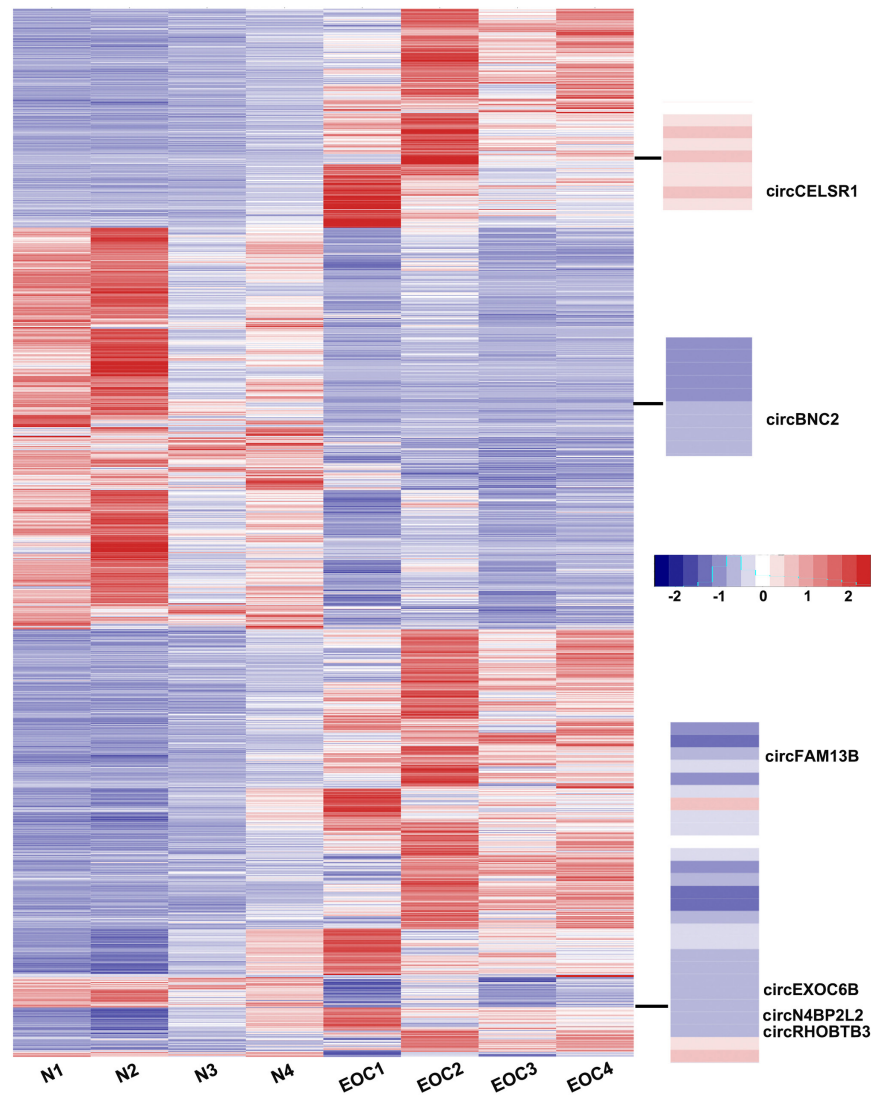 circCELSR1
circBNC2
-2 -1 0 1 2
circFAM13B
circEXOC6B
circN4BP2L2
circRHOBTB3
N1 N2 N3 N4 EOC1 EOC2 EOC3 EOC4